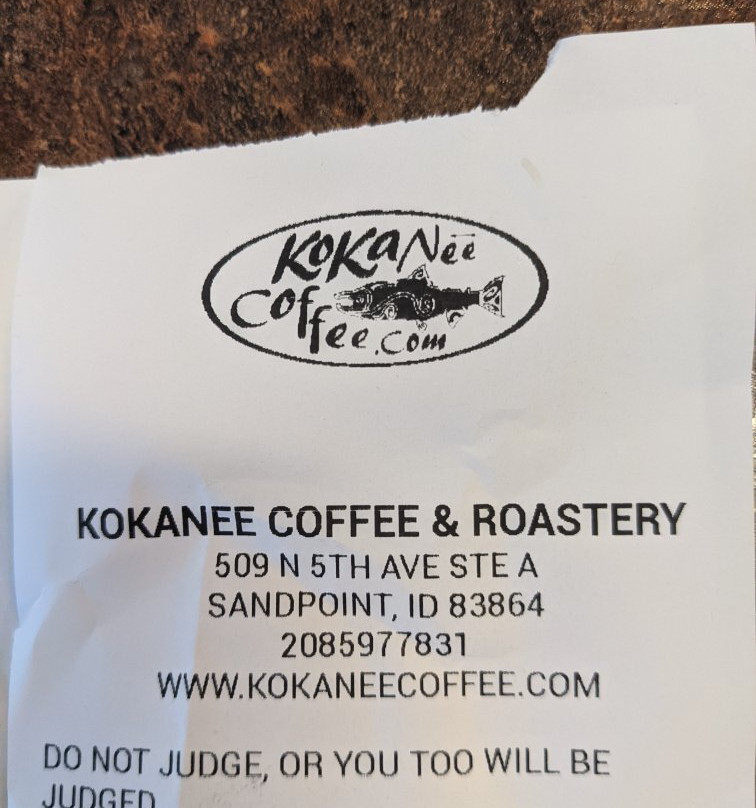 KOKANee
COFFee.Com
KOKANEE COFFEE & ROASTERY
509 N 5TH AVE STE A
SANDPOINT, ID 83864
2085977831
WWW.KOKANEECOFFEE.COM
DO NOT JUDGE, OR YOU TOO WILL BE
JUDGED